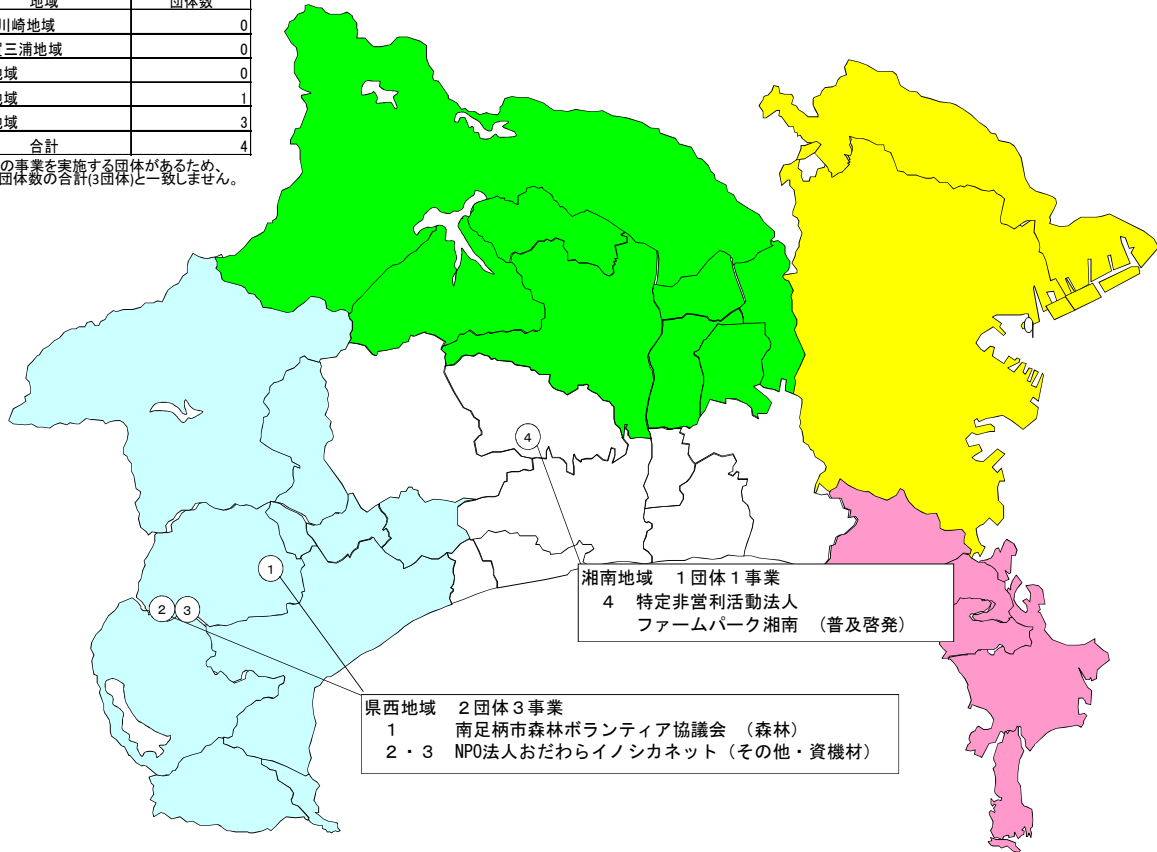 地域 団体数
川崎地域 0
三浦地域 0
地域 0
地域 1
地域 3
合計 4
の事業を実施する団体があるため、
団体数の合計(3団体)と一致しません。
4
1
2 3
湘南地域 1団体1事業
4 特定非営利活動法人
ファームパーク湘南 (普及啓発)
県西地域 2団体3事業
1 南足柄市森林ボランティア協議会 (森林)
2・3 NPO法人おだわらイノシカネット(その他・資機材)